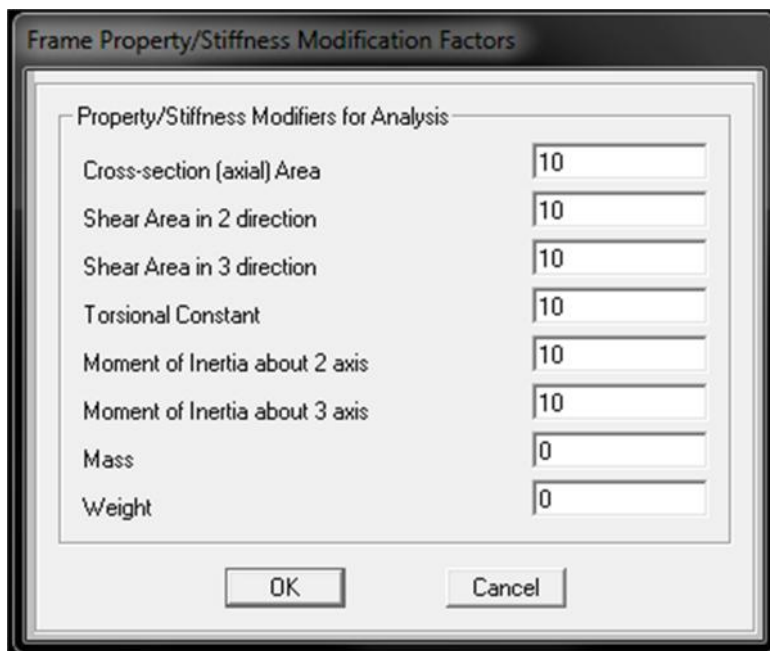 Frame Property/Stiffness Modification Factors
Property/Stiffness Modifiers for Analysis
Cross-section (axial) Area 10
Shear Area in 2 direction 10
Shear Area in 3 direction 10
Torsional Constant 10
Moment of Inertia about 2 axis 10
Moment of Inertia about 3 axis 10
Mass 0
Weight 0
OK Cancel